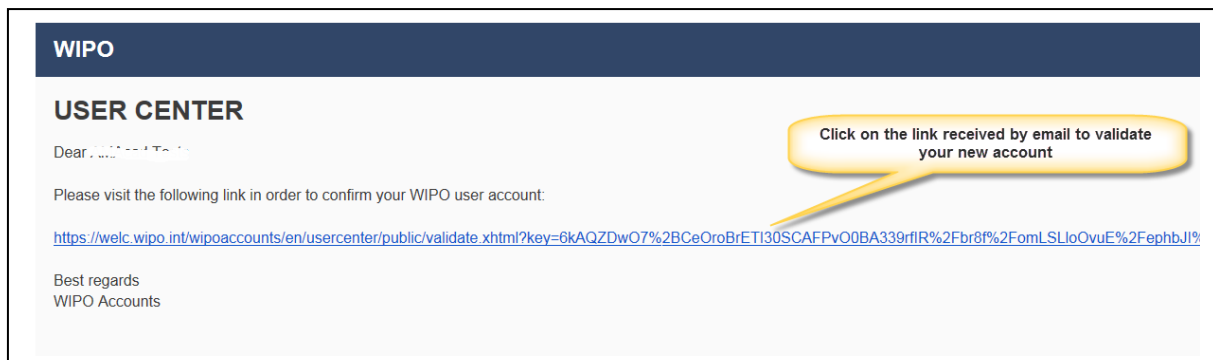 WIPO
USER CENTER
Click on the link received by email to validate
your new account
Dear
Please visit the following link in order to confirm your WIPO user account:
https://welc.wipo.int/wipoaccounts/en/usercenter/public/validate.xhtml?key=6kAQZDwO7%2BCeOroBrETI30SCAFPvO0BA339rflR%2Fbr8f%2FomLSLloOvuE%2FephbJI%
Best regards
WIPO Accounts